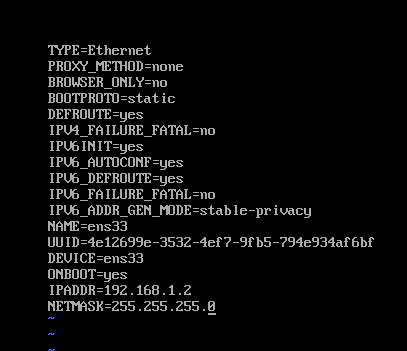 TYPE=Ethernet
PROXY_METHOD=none
BROWSER_ONLY=no
BOOTPROTO=static
DEFROUTE=yes
IPV4_FAILURE_FATAL=no
IPV6INIT=yes
IPV6_AUTOCONF=yes
IPV6_DEFROUTE=yes
IPV6_FAILURE_FATAL=no
IPV6_ADDR_GEN_MODE=stable-privacy
NAME=ens33
UUID=4e12699e-3532-4ef7-9fb5-794e934af6bf
DEVICE=ens33
ONBOOT=yes
IPADDR=192.168.1.2
NETMASK=255.255.255.0
~
~
~